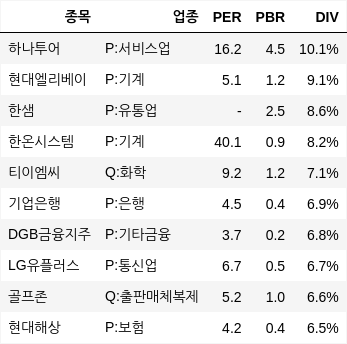 종목 업종 PER PBR DIV
하나투어 P:서비스업 16.2 4.5 10.1%
현대엘리베이 P:기계 5.1 1.2 9.1%
한샘 P:유통업 - 2.5 8.6%
한온시스템 P:기계 40.1 0.9 8.2%
티이엠씨 Q:화학 9.2 1.2 7.1%
기업은행 P:은행 4.5 0.4 6.9%
DGB금융지주 P:기타금융 3.7 0.2 6.8%
LG유플러스 P:통신업 6.7 0.5 6.7%
골프존 Q:출판매체복제 5.2 1.0 6.6%
현대해상 P:보험 4.2 0.4 6.5%